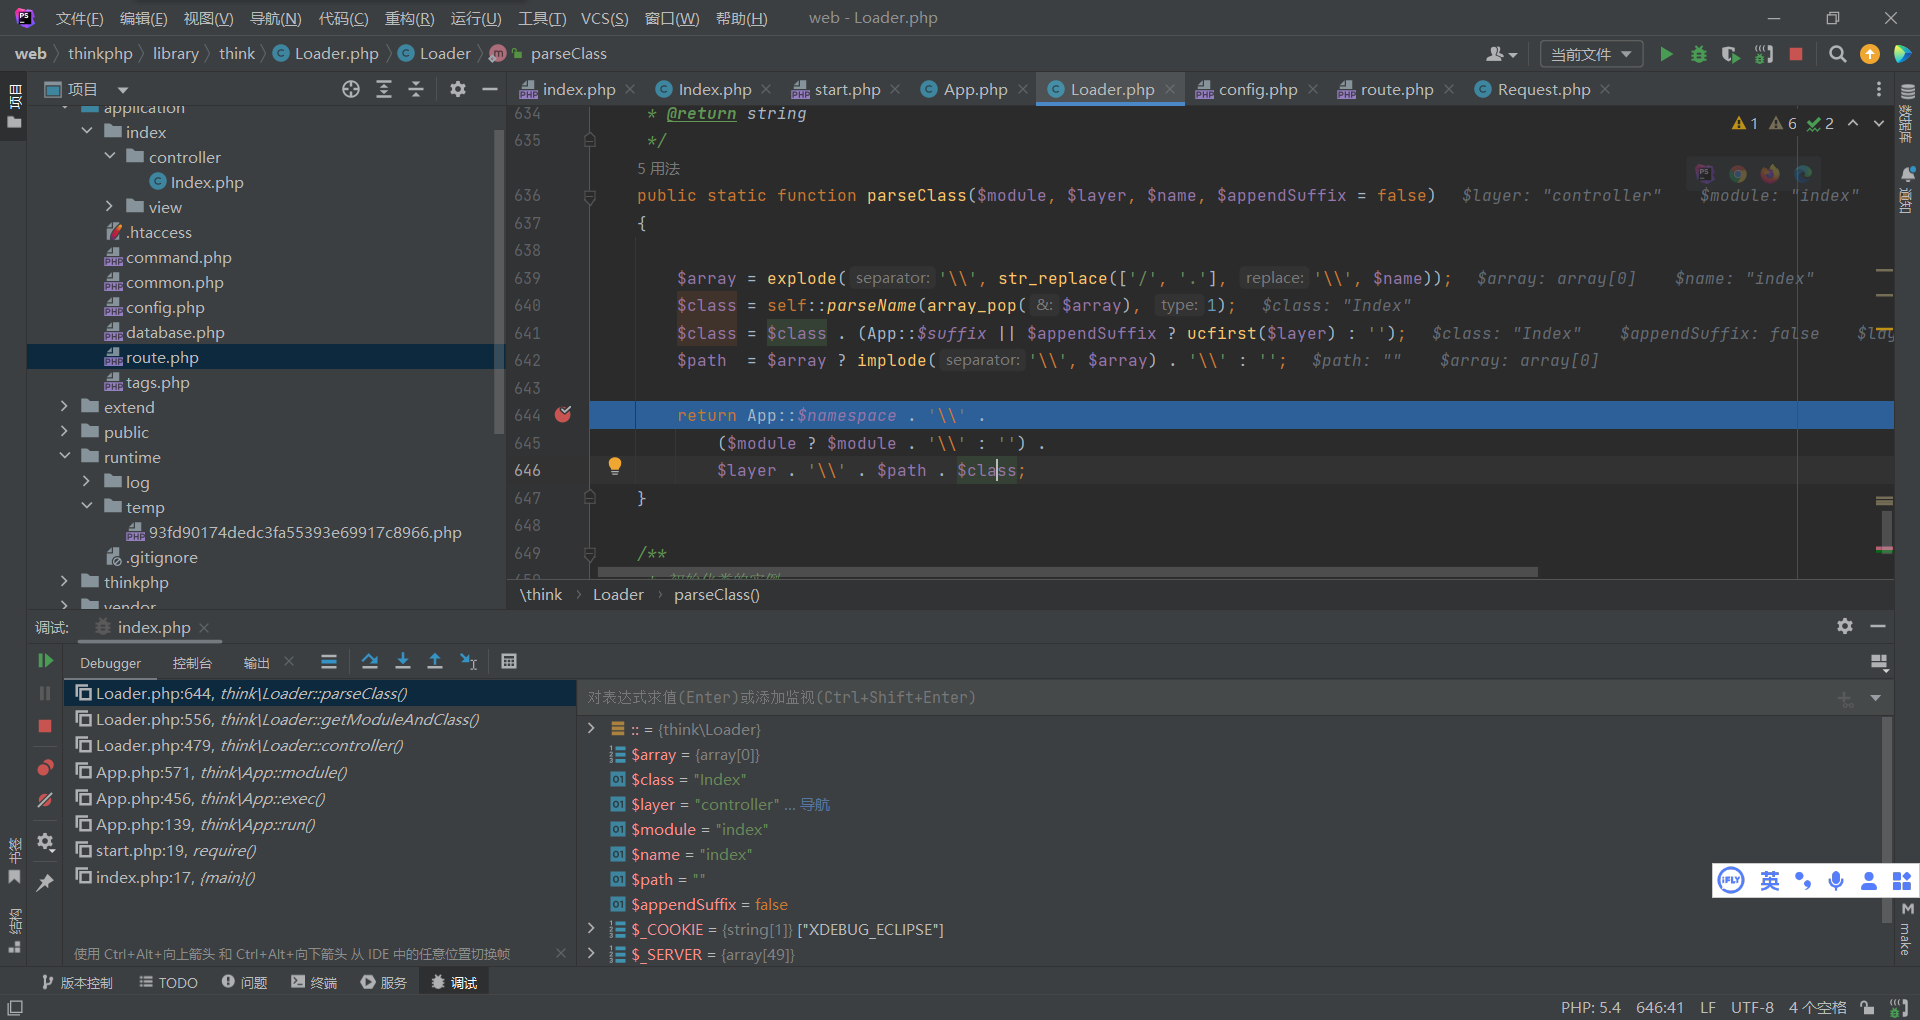 文件(F) 编辑(E) 视图(V) 导航(N) 代码(C) 重构(R) 运行(U) 工具(T) VCS(S) 窗口(W) 帮助(H) web - Loader.php
web thinkphp library think Loader.php Loader parseClass 当前文件
项目 index.php Index.php start.php App.php Loader.php config.php route.php Request.php
application
index
controller
Index.php
view
.htaccess
command.php
common.php
config.php
database.php
route.php
tags.php
extend
public
runtime
log
temp
93fd90174dedc3fa55393e69917c8966.php
.gitignore
thinkphp
vendor
634 * @return string
635 */
1 6 2
5 用法
636 public static function parseClass($module, $layer, $name, $appendSuffix = false) $layer: "controller" $module: "index"
637 {
638
639 $array = explode( separator: '\\', str_replace(['/', '.'], replace: '\\', $name)); $array: array[0] $name: "index"
640 $class = self::parseName(array_pop( &: $array), type: 1); $class: "Index"
641 $class = $class . (App::$suffix || $appendSuffix ? ucfirst($layer) : ''); $class: "Index" $appendSuffix: false $lay
642 $path = $array ? implode( separator: '\\', $array) . '\\' : ''; $path: "" $array: array[0]
643
644 return App::$namespace . '\\' .
645 ($module ? $module . '\\' : '') .
646 $layer . '\\' . $path . $class;
647 }
648
649 /**
\think Loader parseClass()
调试: index.php
Debugger 控制台 输出
Loader.php:644, think\Loader::parseClass()
Loader.php:556, think\Loader::getModuleAndClass()
Loader.php:479, think\Loader::controller()
App.php:571, think\App::module()
App.php:456, think\App::exec()
App.php:139, think\App::run()
start.php:19, require()
index.php:17, {main}()
使用 Ctrl+Alt+向上箭头 和 Ctrl+Alt+向下箭头 从 IDE 中的任意位置切换帧
对表达式求值(Enter)或添加监视(Ctrl+Shift+Enter)
:: = {think\Loader}
$array = {array[0]}
$class = "Index"
$layer = "controller" ... 导航
$module = "index"
$name = "index"
$path = ""
$appendSuffix = false
$_COOKIE = {string[1]} ["XDEBUG_ECLIPSE"]
$_SERVER = {array[49]}
项目
书签
结构
数据库
通知
make
iFLY 英
版本控制 TODO 问题 终端 服务 调试
PHP: 5.4 646:41 LF UTF-8 4 个空格